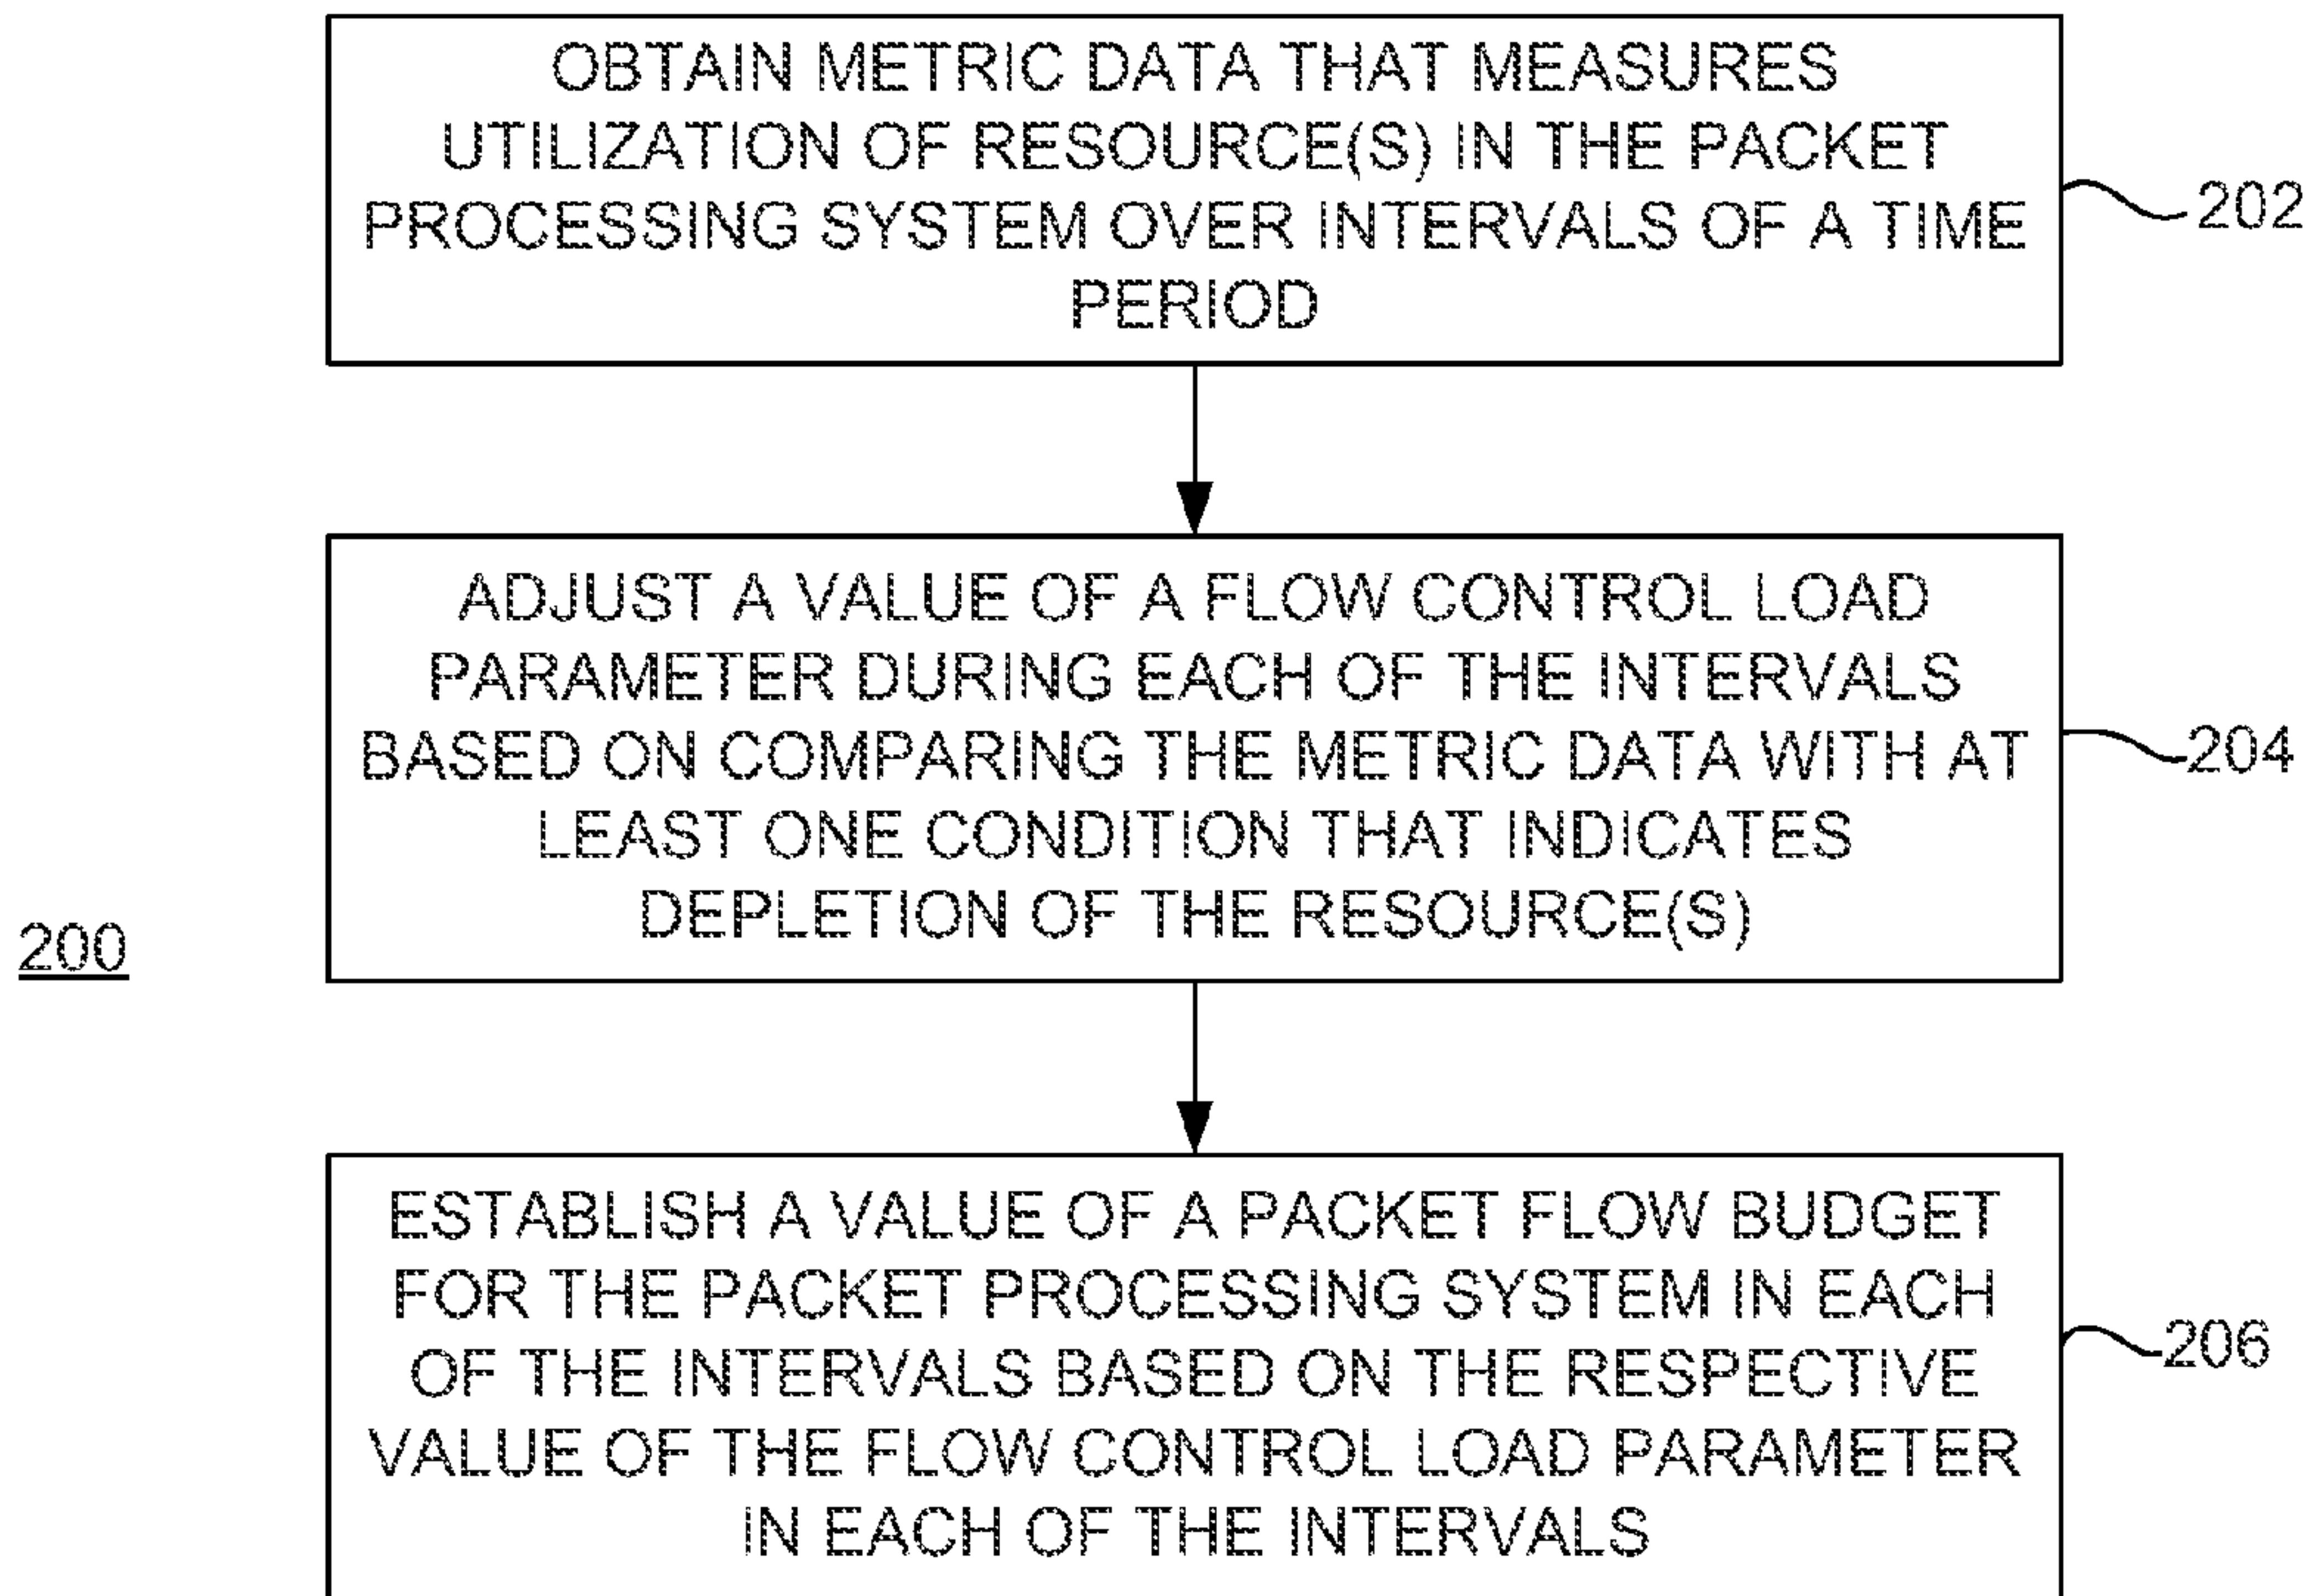 OBTAIN METRIC DATA THAT MEASURES
UTILIZATION OF RESOURCE(S) IN THE PACKET
PROCESSING SYSTEM OVER INTERVALS OF A TIME
PERIOD
202
ADJUST A VALUE OF A FLOW CONTROL LOAD
PARAMETER DURING EACH OF THE INTERVALS
BASED ON COMPARING THE METRIC DATA WITH AT
LEAST ONE CONDITION THAT INDICATES
DEPLETION OF THE RESOURCE(S)
204
200
ESTABLISH A VALUE OF A PACKET FLOW BUDGET
FOR THE PACKET PROCESSING SYSTEM IN EACH
OF THE INTERVALS BASED ON THE RESPECTIVE
VALUE OF THE FLOW CONTROL LOAD PARAMETER
IN EACH OF THE INTERVALS
206